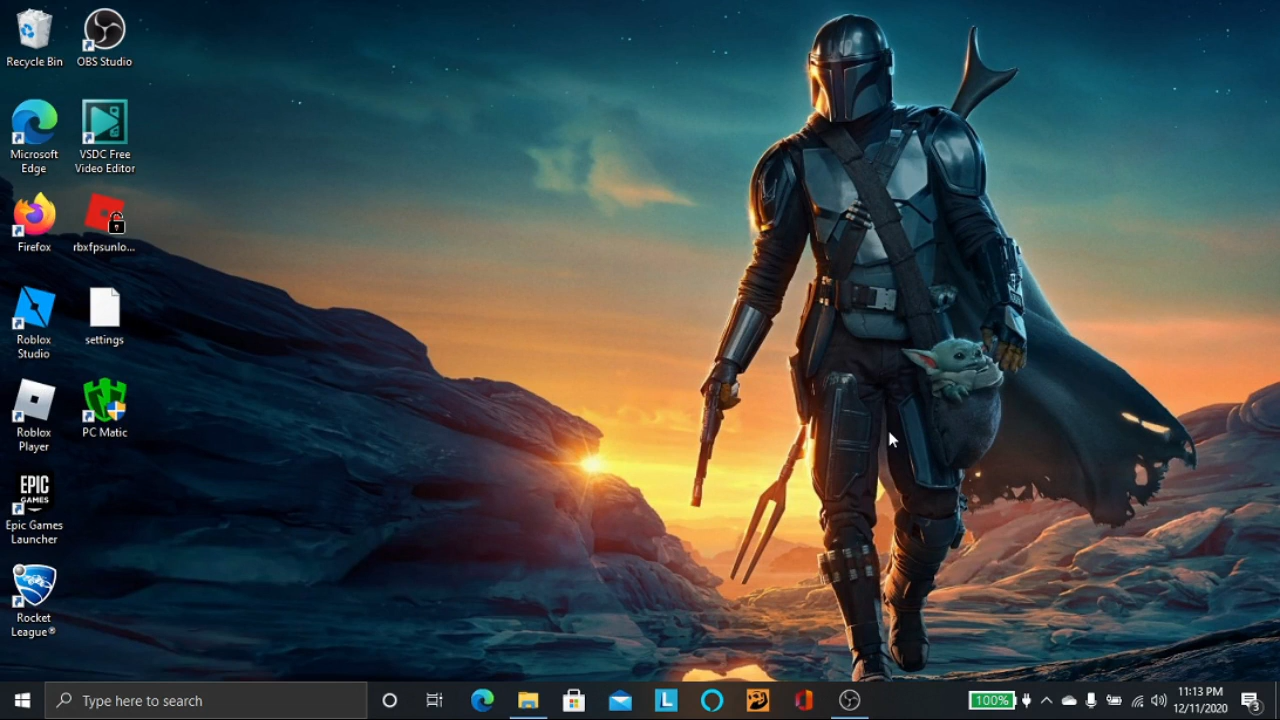 Recycle Bin
OBS Studio
Microsoft
Edge
VSDC Free
Video Editor
Firefox
rbxfpsunlo...
Roblox
Studio
settings
Roblox
Player
PC Matic
EPIC
GAMES
Epic Games
Launcher
Rocket
League®
Type here to search
L
100%
11:13 PM
12/11/2020
3